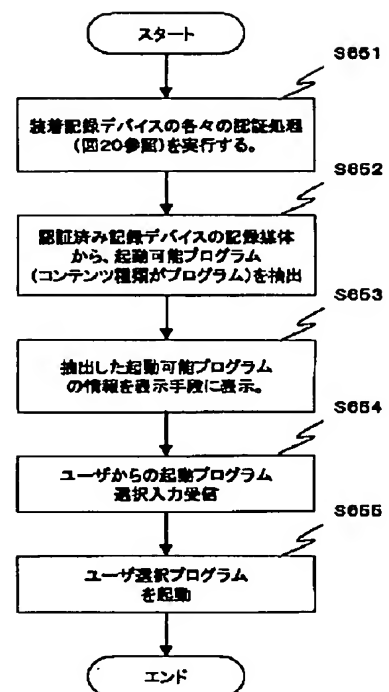 スタート
S651
装着記録デバイスの各々の認証処理
(図20参照)を実行する。
S652
認証済み記録デバイスの記録媒体
から、起動可能プログラム
(コンテンツ種類がプログラム)を抽出
S653
抽出した起動可能プログラム
の情報を表示手段に表示。
S654
ユーザからの起動プログラム
選択入力受信
S655
ユーザ選択プログラム
を起動
エンド